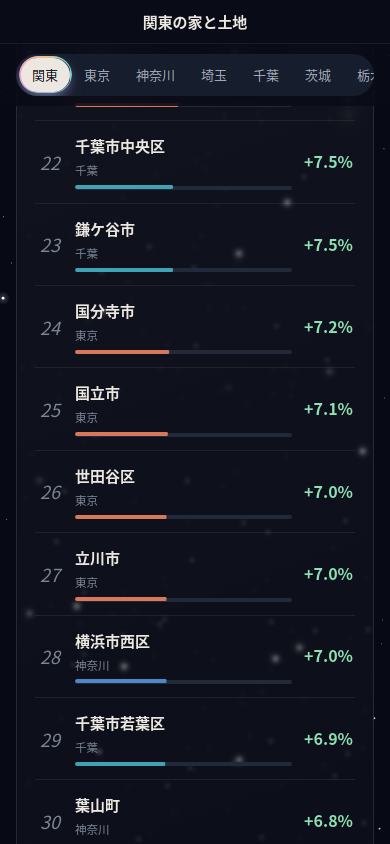 関東の家と土地
関東 東京 神奈川 埼玉 千葉 茨城 栃
22 千葉市中央区 +7.5%
千葉
23 鎌ケ谷市 +7.5%
千葉
24 国分寺市 +7.2%
東京
25 国立市 +7.1%
東京
26 世田谷区 +7.0%
東京
27 立川市 +7.0%
東京
28 横浜市西区 +7.0%
神奈川
29 千葉市若葉区 +6.9%
千葉
30 葉山町 +6.8%
神奈川